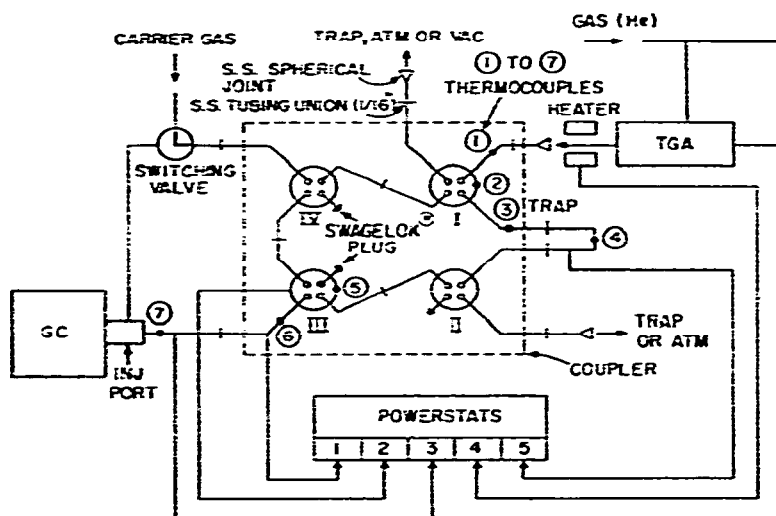 GAS (He)
CARRIER GAS
TRAP, ATM OR VAC
S.S. SPHERICAL
JOINT
① TO ⑦
THERMOCOUPLES
S.S. TUBING UNION (1/16")
HEATER
TGA
①
SWITCHING
VALVE
②
③ TRAP
IV
I
SWAGELOK
PLUG
④
⑤
GC
⑦
⑥
III
II
TRAP
OR ATM
INJ
PORT
COUPLER
POWERSTATS
1 2 3 4 5